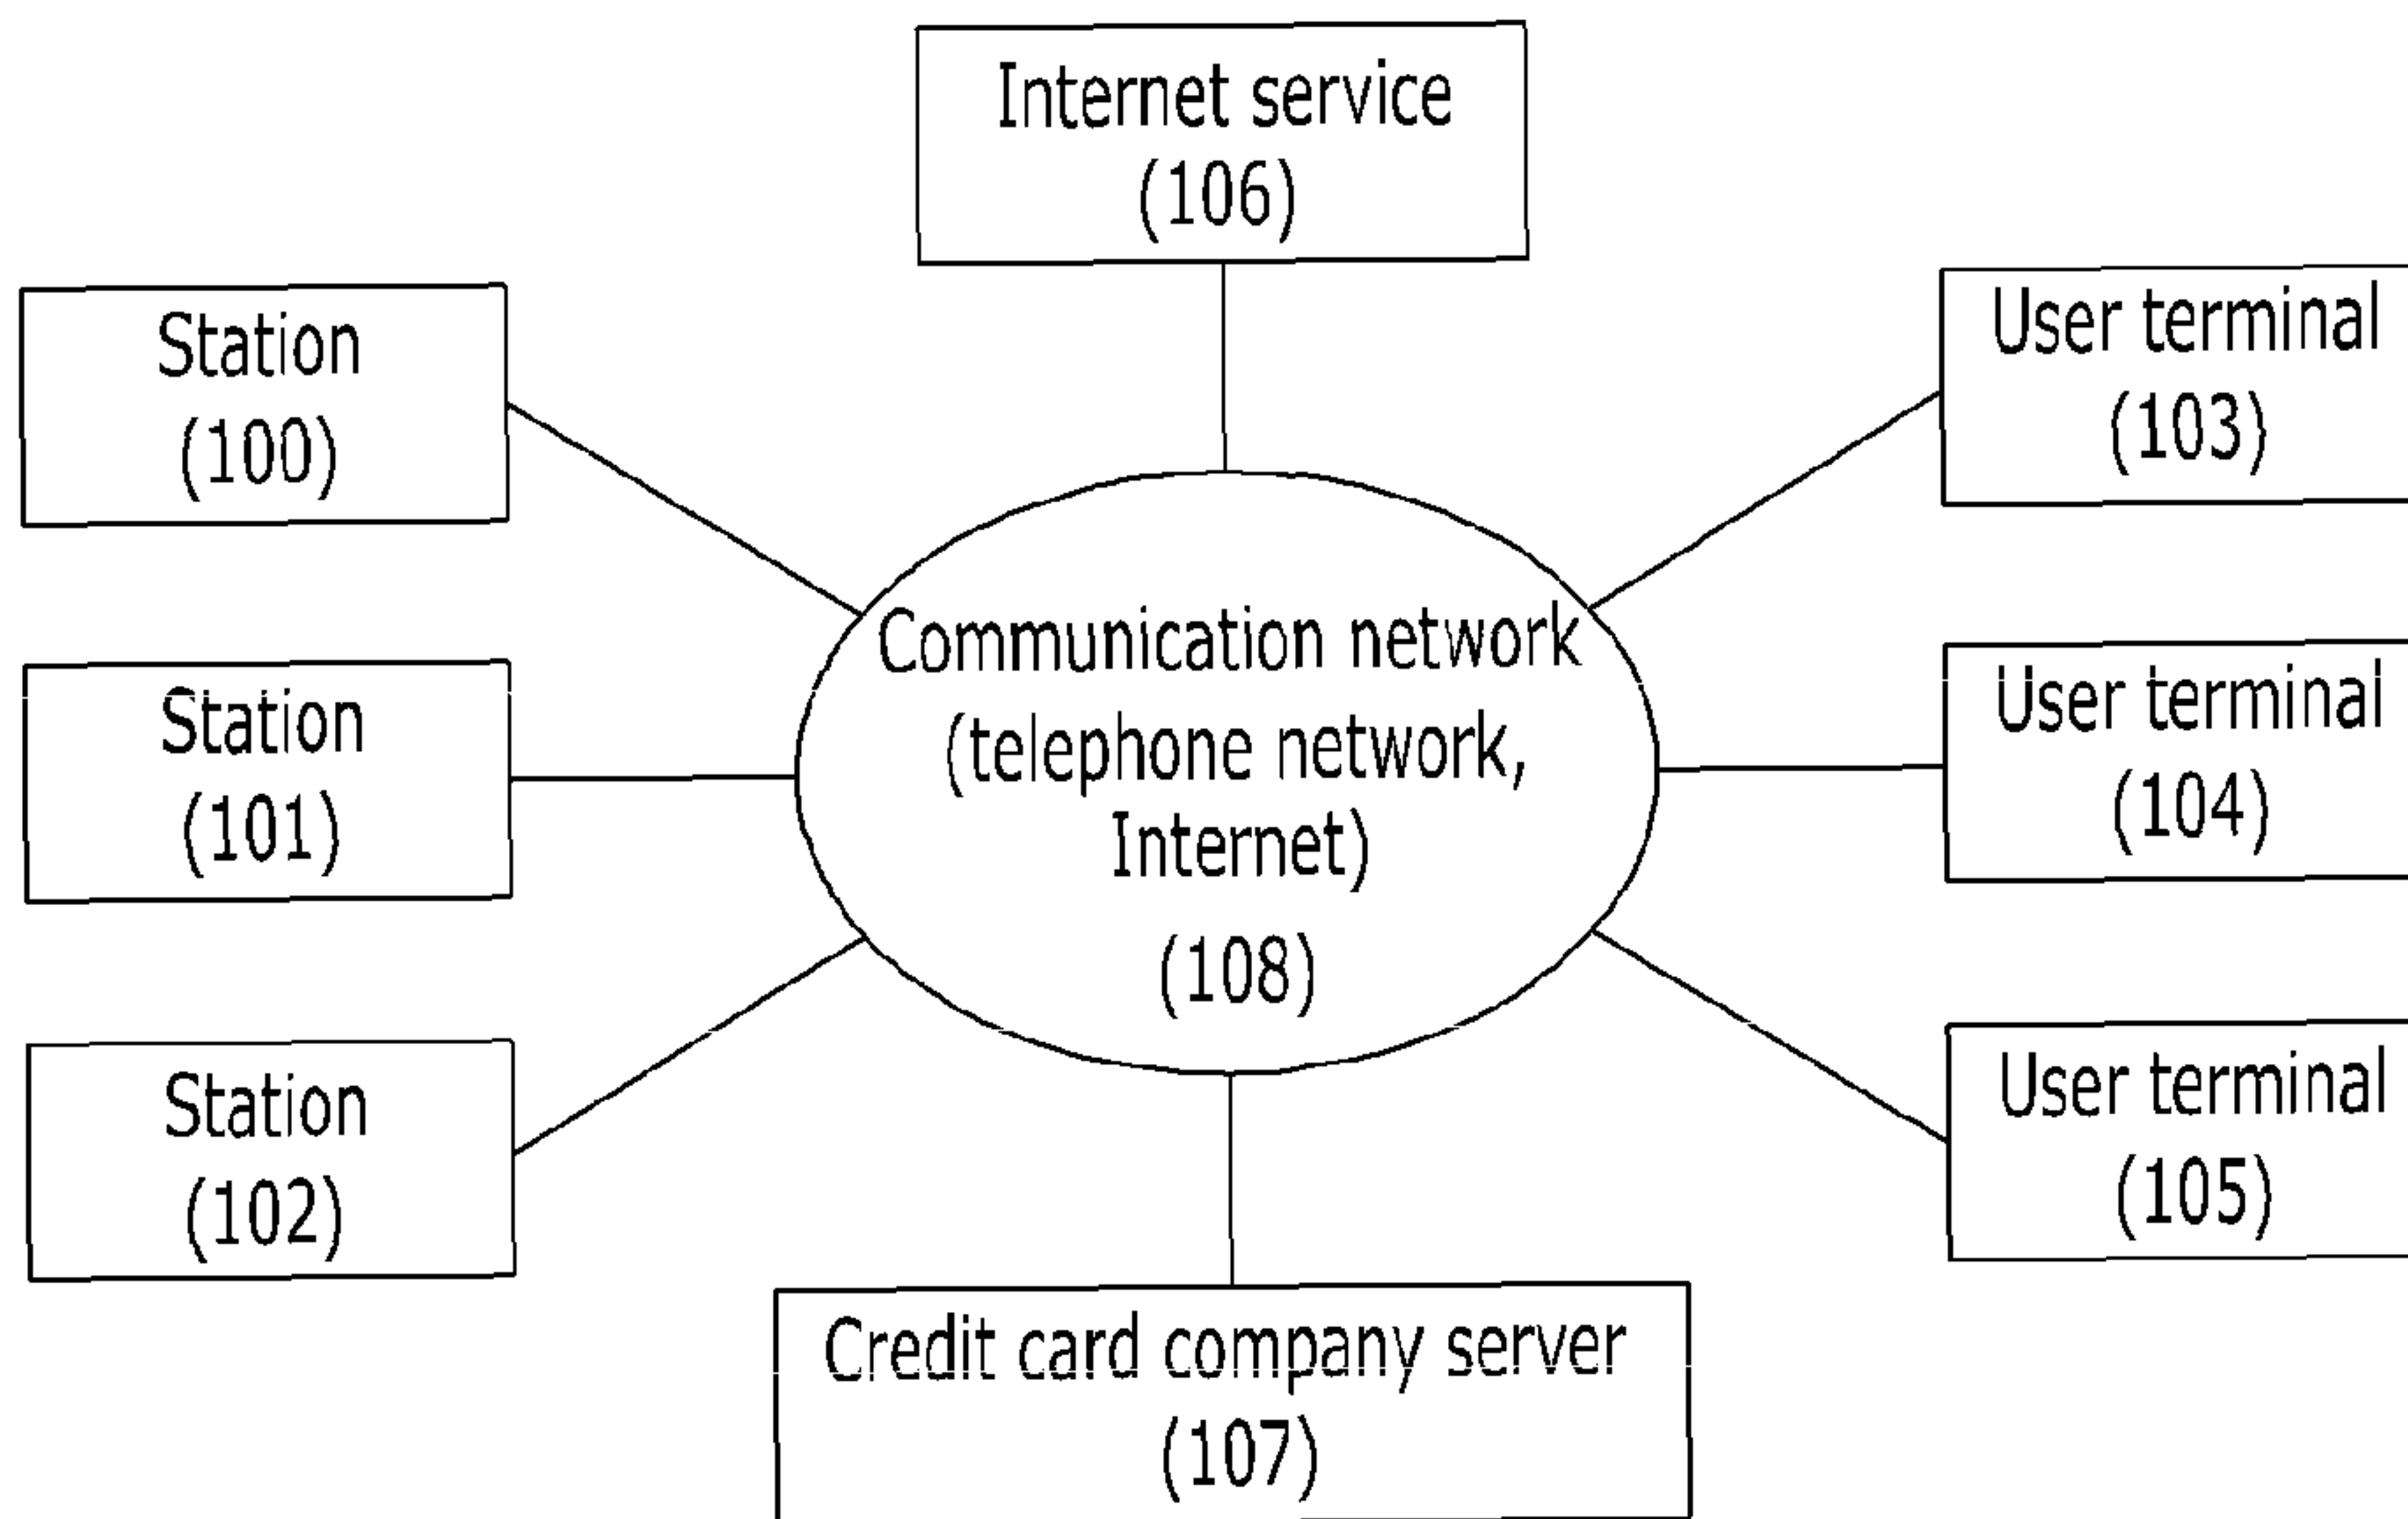 Internet service
(106)
Station
(100)
User terminal
(103)
Communication network
(telephone network,
Internet)
(108)
Station
(101)
User terminal
(104)
Station
(102)
User terminal
(105)
Credit card company server
(107)